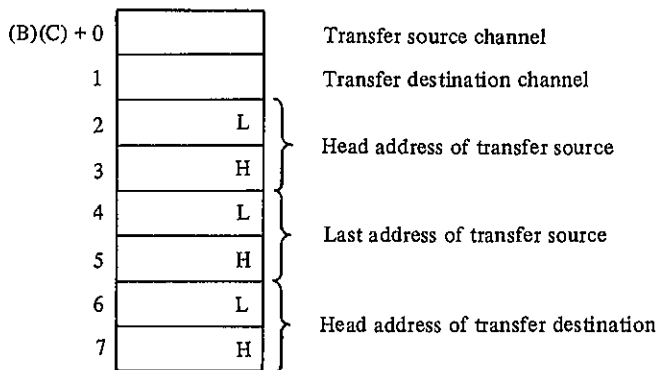 (B)(C) + 0 Transfer source channel
1 Transfer destination channel
2 L
Head address of transfer source
3 H
4 L
Last address of transfer source
5 H
6 L
Head address of transfer destination
7 H